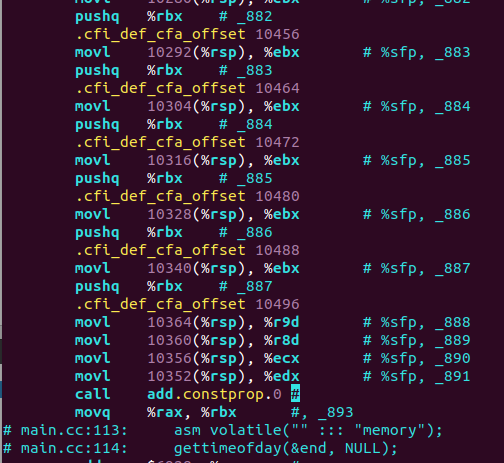 movl 10280(%rsp), %ebx # %sfp, _882
pushq %rbx # _882
.cfi_def_cfa_offset 10456
movl 10292(%rsp), %ebx # %sfp, _883
pushq %rbx # _883
.cfi_def_cfa_offset 10464
movl 10304(%rsp), %ebx # %sfp, _884
pushq %rbx # _884
.cfi_def_cfa_offset 10472
movl 10316(%rsp), %ebx # %sfp, _885
pushq %rbx # _885
.cfi_def_cfa_offset 10480
movl 10328(%rsp), %ebx # %sfp, _886
pushq %rbx # _886
.cfi_def_cfa_offset 10488
movl 10340(%rsp), %ebx # %sfp, _887
pushq %rbx # _887
.cfi_def_cfa_offset 10496
movl 10364(%rsp), %r9d # %sfp, _888
movl 10360(%rsp), %r8d # %sfp, _889
movl 10356(%rsp), %ecx # %sfp, _890
movl 10352(%rsp), %edx # %sfp, _891
call add.constprop.0 #
movq %rax, %rbx #, _893
# main.cc:113: asm volatile("" ::: "memory");
# main.cc:114: gettimeofday(&end, NULL);